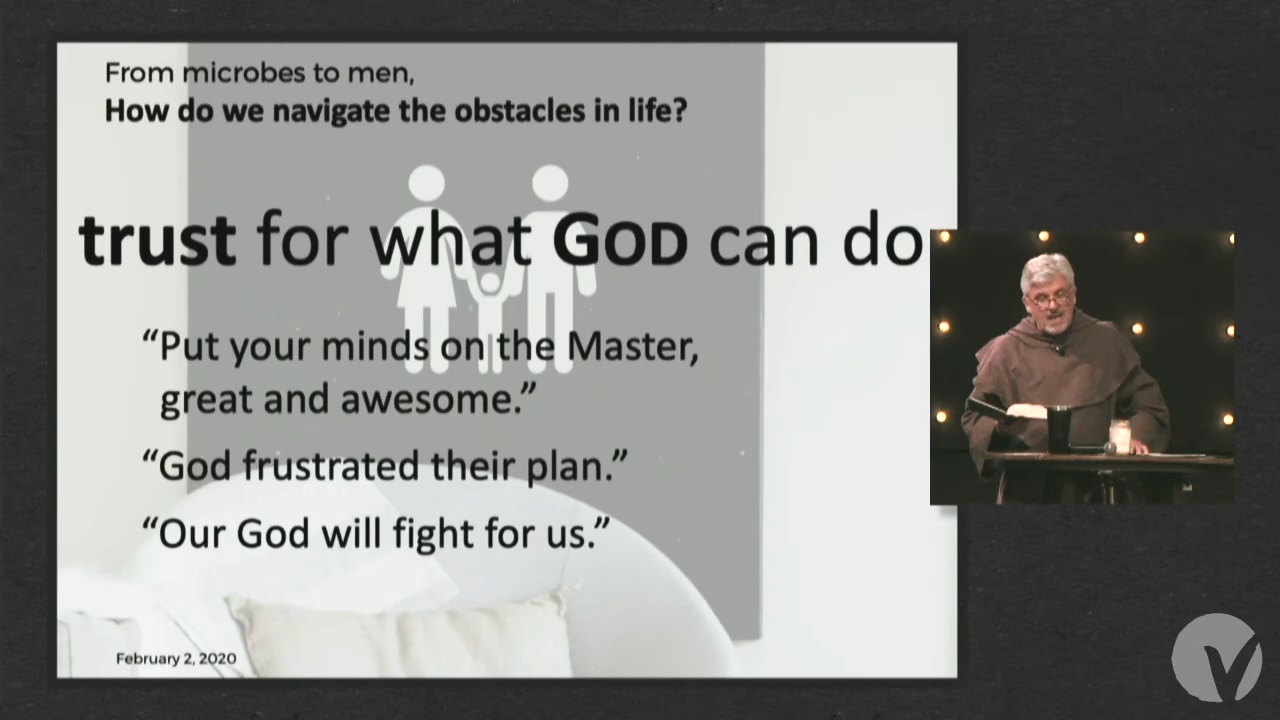 From microbes to men,
How do we navigate the obstacles in life?
trust for what GOD can do
“Put your minds on the Master,
great and awesome.”
“God frustrated their plan.”
“Our God will fight for us.”
February 2, 2020